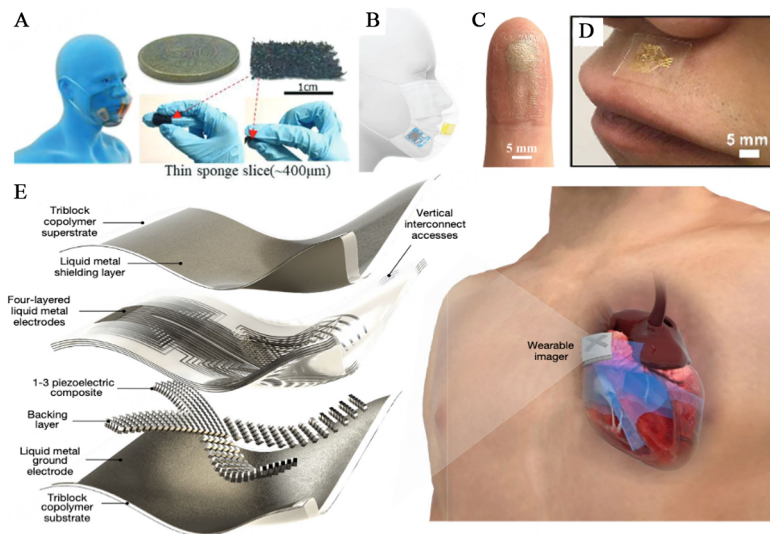 A
1cm
Thin sponge slice(~400μm)
B
C
5 mm
D
5 mm
E
Triblock
copolymer
superstrate
Liquid metal
shielding layer
Vertical
interconnect
accesses
Four-layered
liquid metal
electrodes
1-3 piezoelectric
composite
Backing
layer
Liquid metal
ground
electrode
Triblock
copolymer
substrate
Wearable
imager